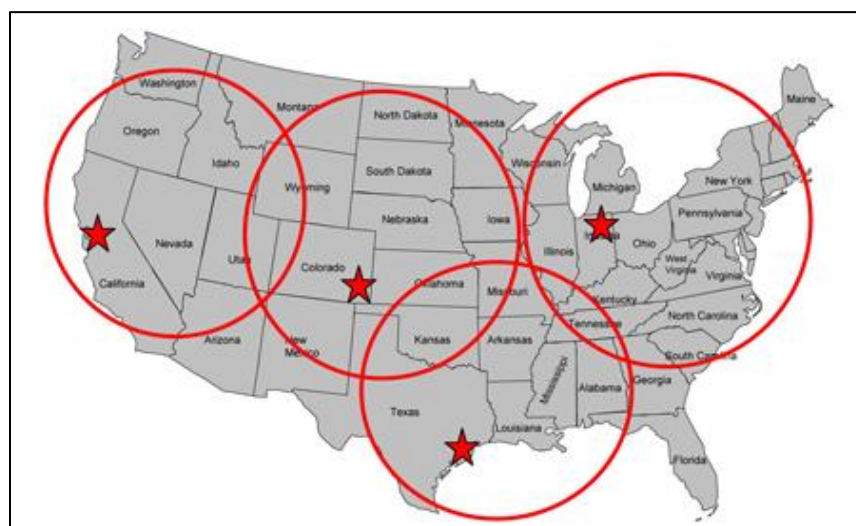 Washington
Montana
North Dakota
Minnesota
Maine
Oregon
Idaho
South Dakota
Wisconsin
Michigan
New York
Wyoming
Nebraska
Iowa
Pennsylvania
Nevada
Utah
Colorado
Illinois
Indiana
Ohio
West
Virginia
Virginia
California
Oklahoma
Missouri
Kentucky
North Carolina
Arizona
New
Mexico
Kansas
Arkansas
Tennessee
South Carolina
Texas
Mississippi
Alabama
Georgia
Louisiana
Florida